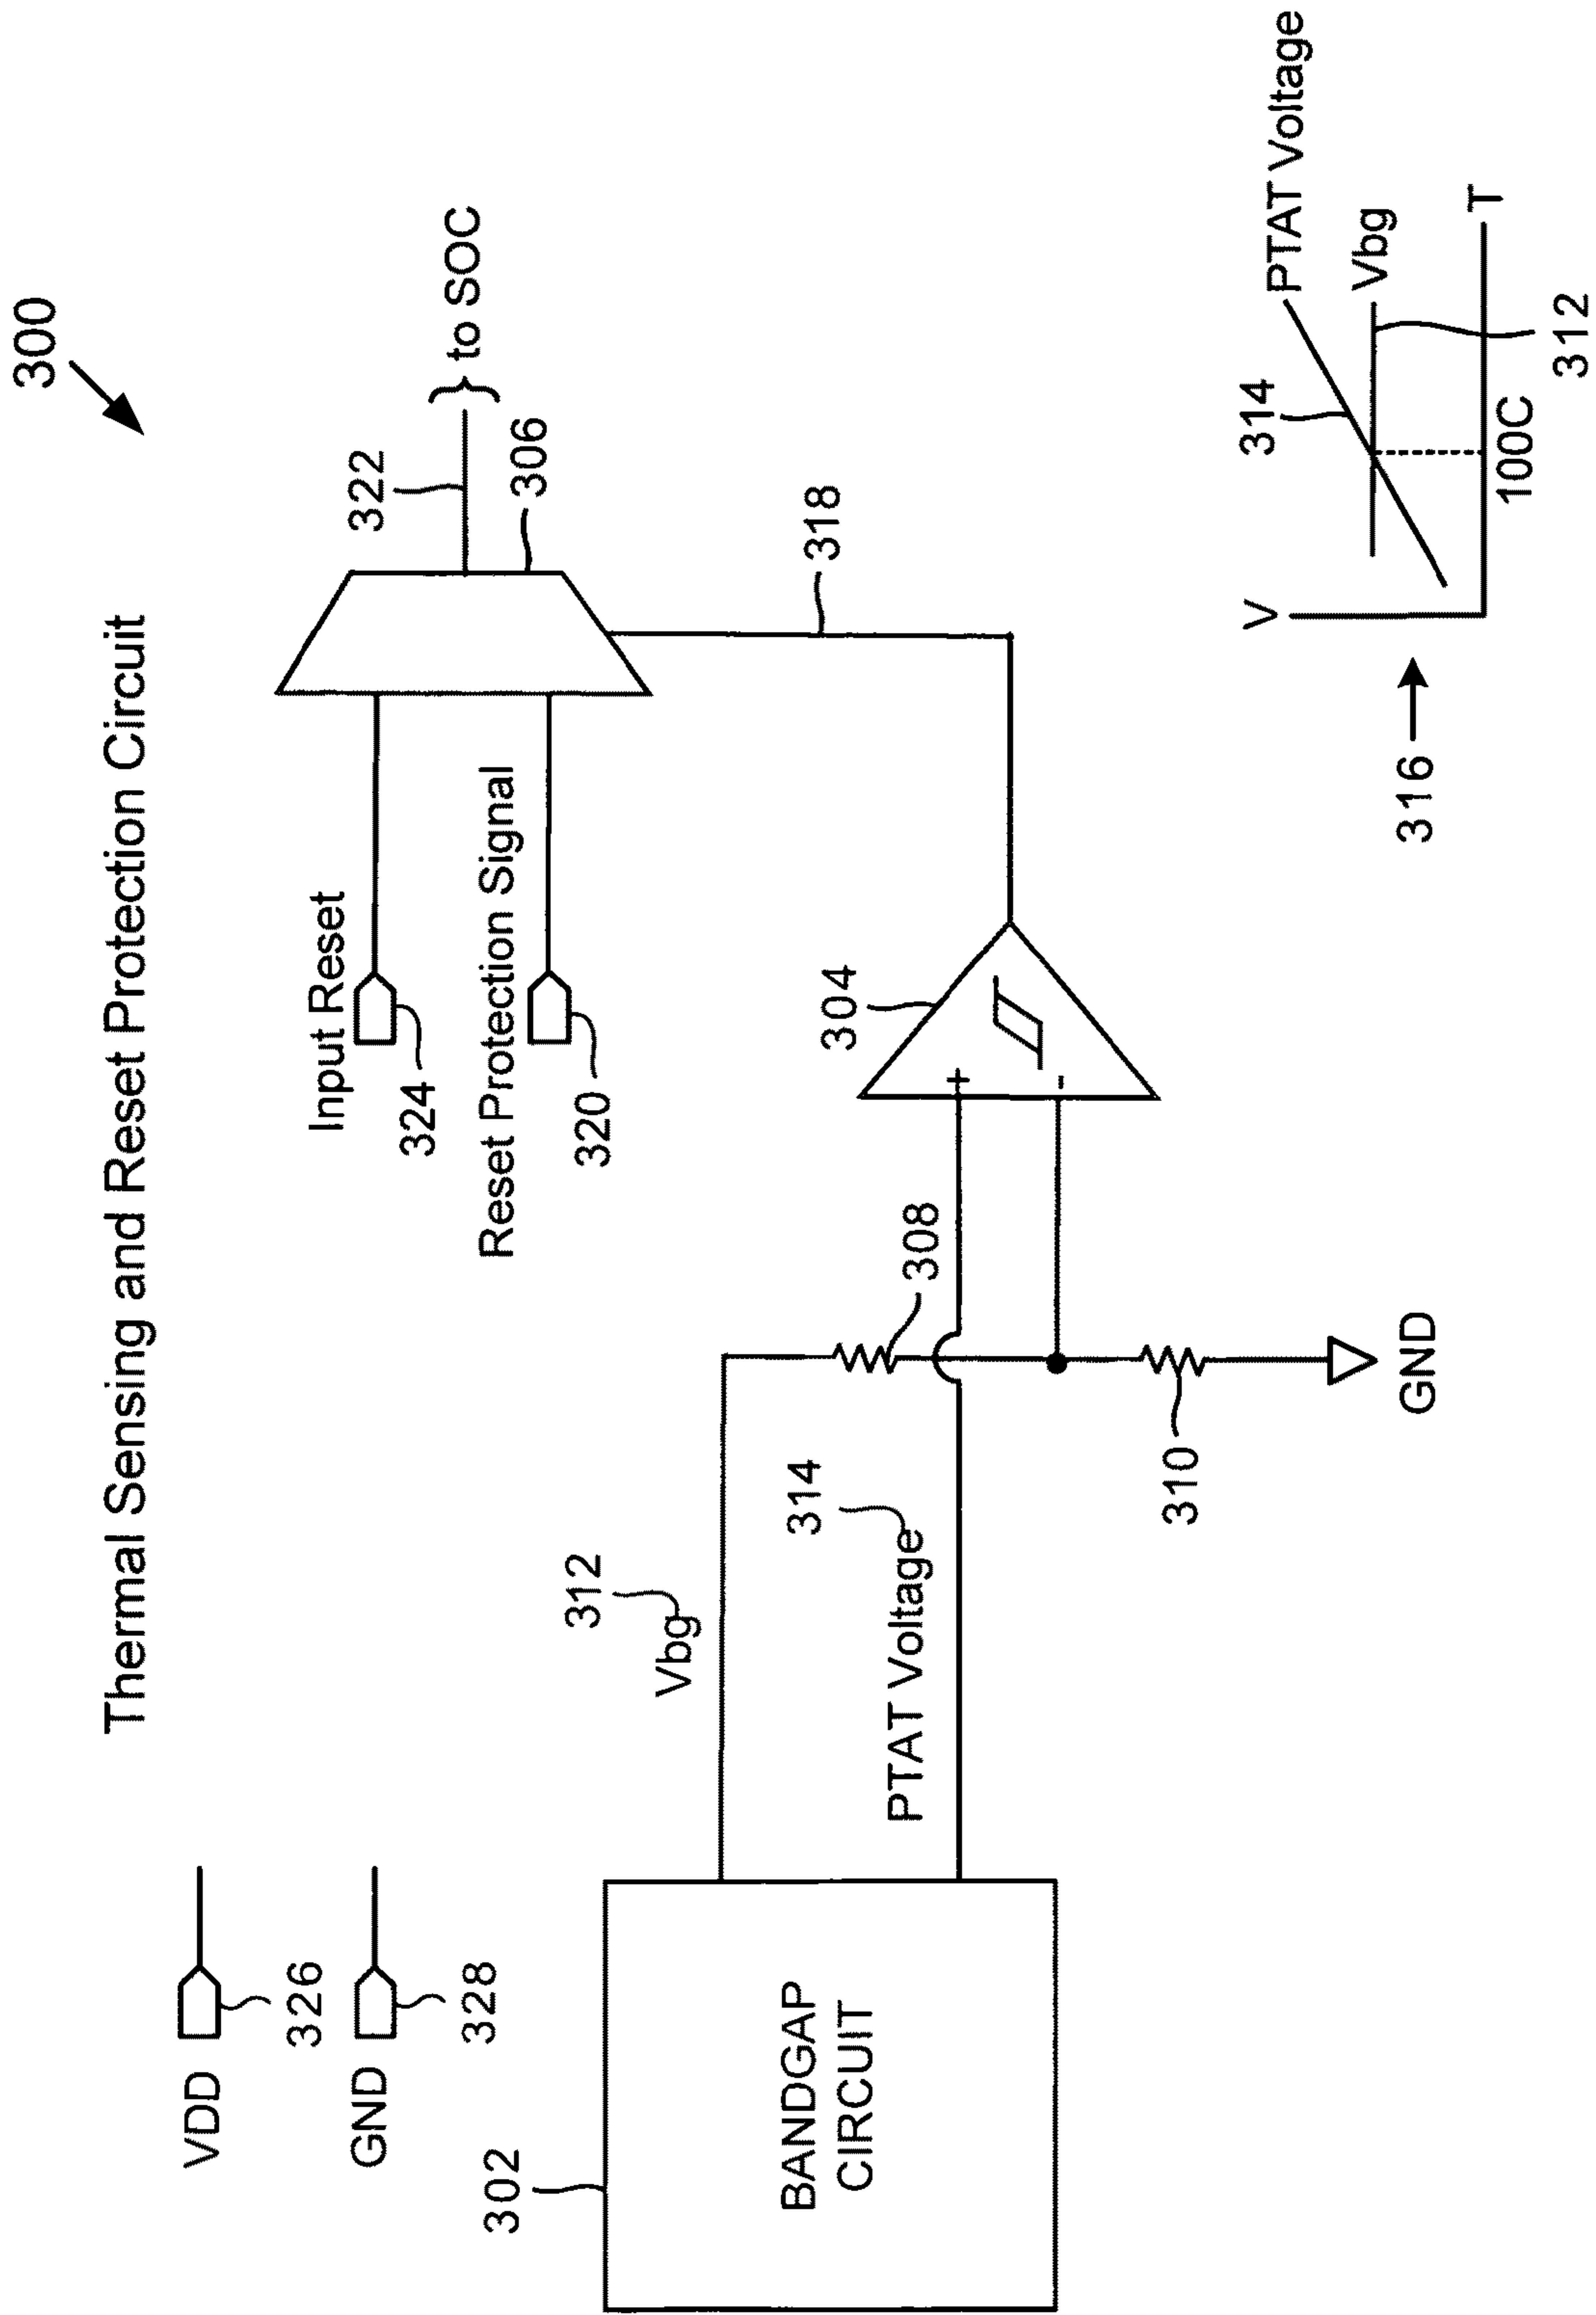 Thermal Sensing and Reset Protection Circuit
300
VDD
326
GND
328
Input Reset
324
Reset Protection Signal
320
322
to SOC
306
318
302
BANDGAP
CIRCUIT
312
Vbg
314
PTAT Voltage
308
304
+
-
310
GND
316
V
314
PTAT Voltage
Vbg
T
100C
312